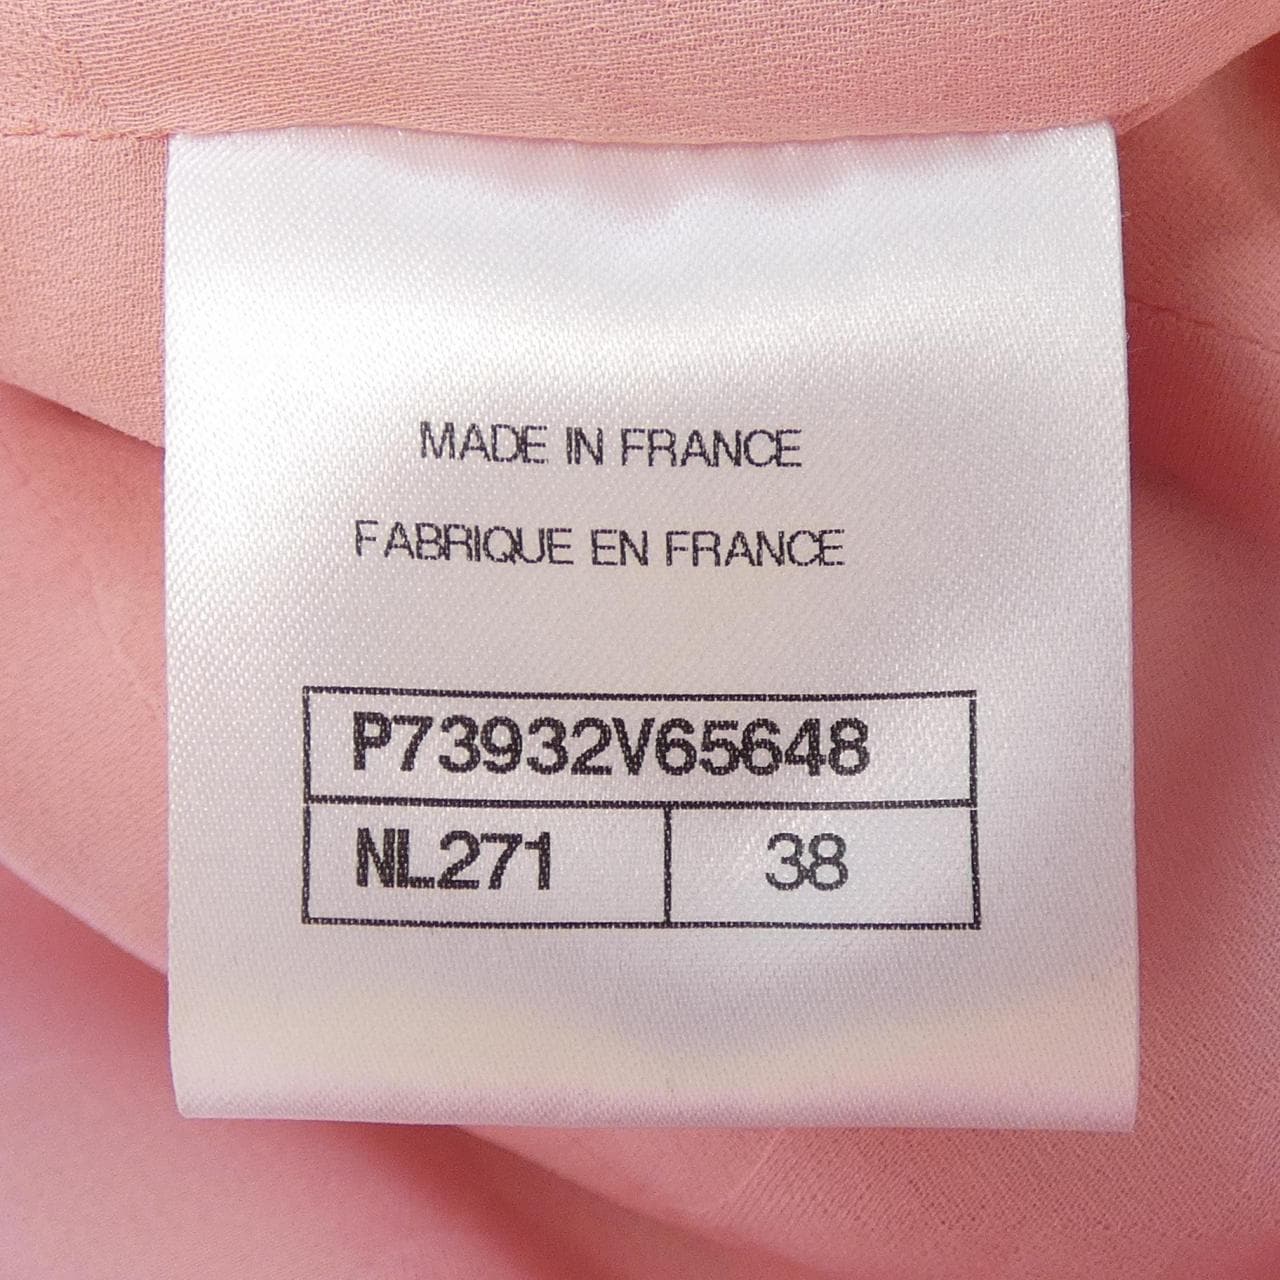 MADE IN FRANCE
FABRIQUE EN FRANCE
P73932V65648
NL271 38